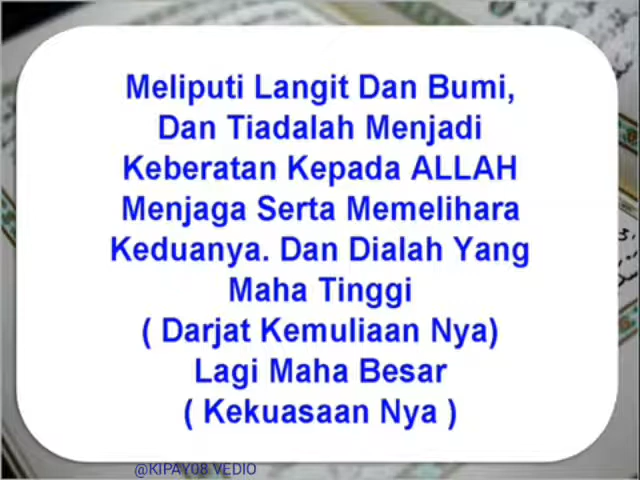 Meliputi Langit Dan Bumi,
Dan Tiadalah Menjadi
Keberatan Kepada ALLAH
Menjaga Serta Memelihara
Keduanya. Dan Dialah Yang
Maha Tinggi
( Darjat Kemuliaan Nya)
Lagi Maha Besar
( Kekuasaan Nya )
@KIPAY08 VEDIO